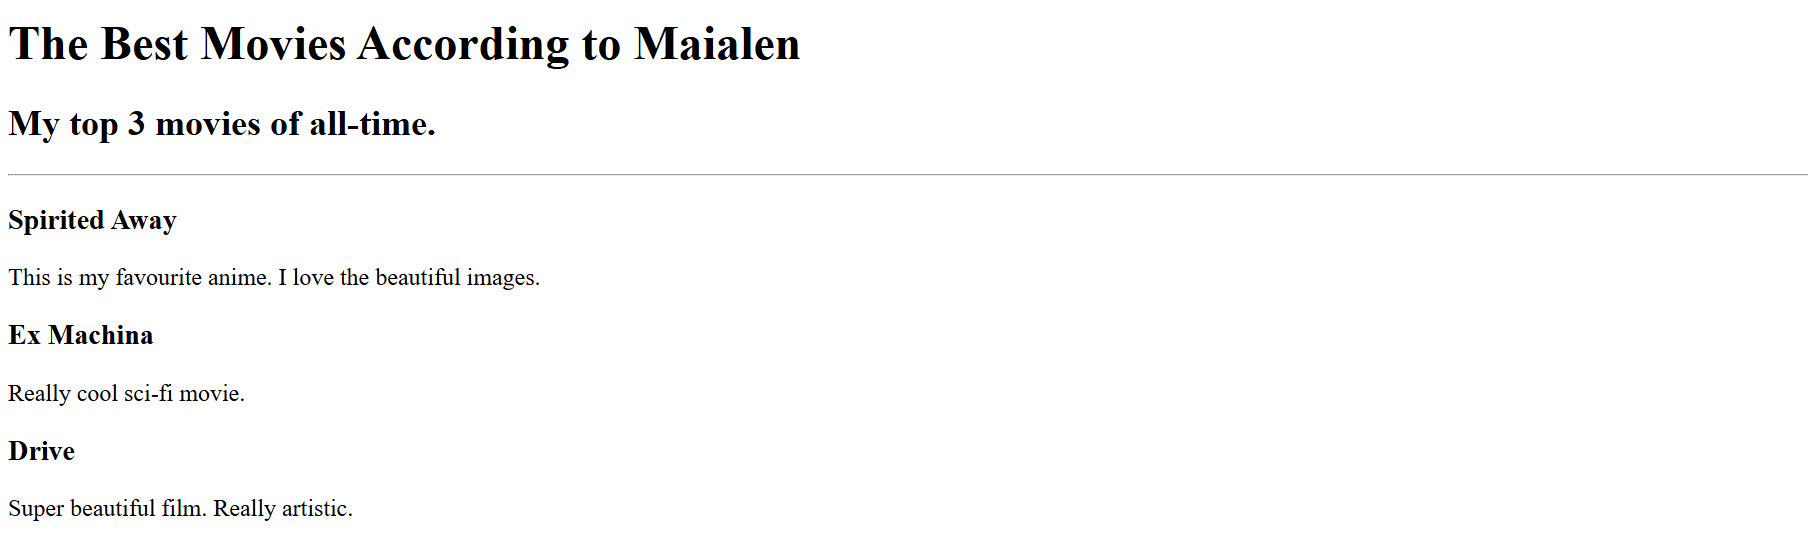 The Best Movies According to Maialen
My top 3 movies of all-time.
Spirited Away
This is my favourite anime. I love the beautiful images.
Ex Machina
Really cool sci-fi movie.
Drive
Super beautiful film. Really artistic.